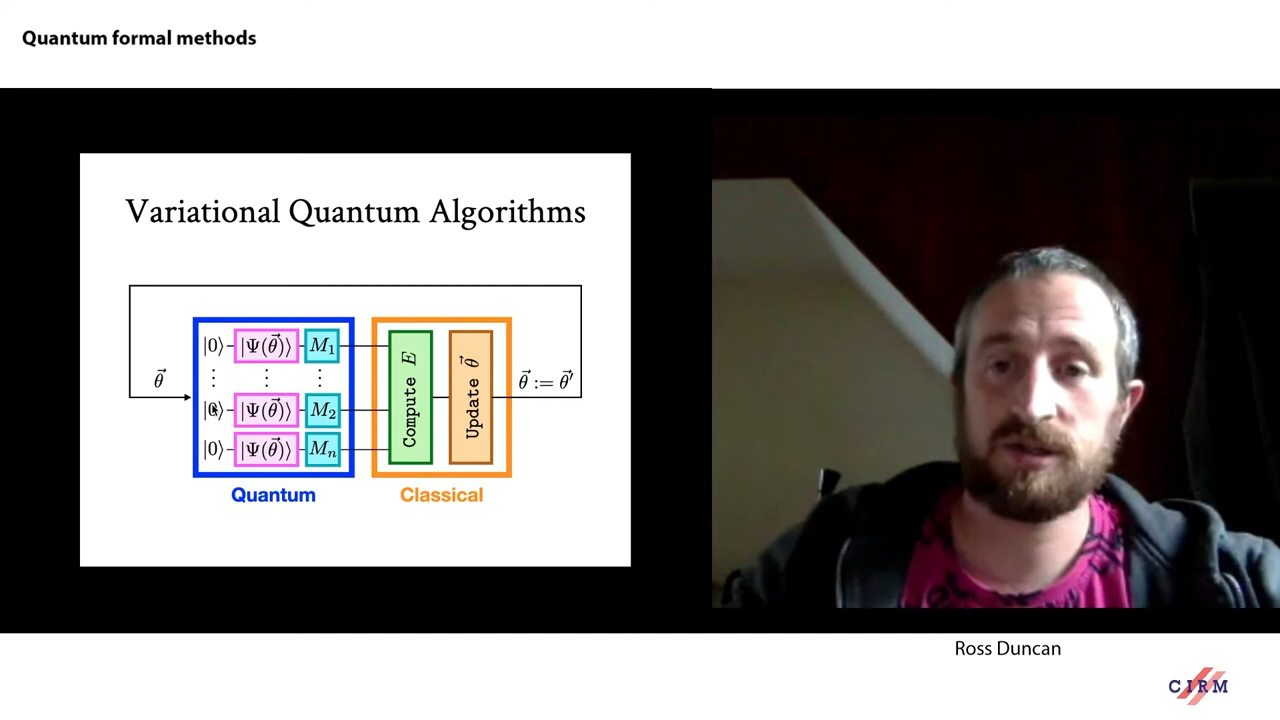 Quantum formal methods
Variational Quantum Algorithms
|0⟩ |Ψ(θ⃗)⟩ M₁
⋮ ⋮ ⋮
|0⟩ |Ψ(θ⃗)⟩ M₂
|0⟩ |Ψ(θ⃗)⟩ Mₙ
θ⃗
Compute E
Update θ⃗
θ⃗ := θ⃗′
Quantum
Classical
Ross Duncan
CIRM